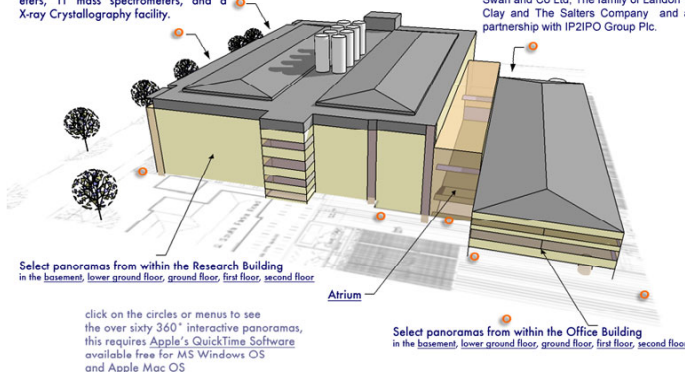 eters, 11 mass spectrometers, and a
X-ray Crystallography facility.
Swan and Co Ltd, The family of Landon
Clay and The Salters Company and
partnership with IP2IPO Group Plc.
Select panoramas from within the Research Building
in the basement, lower ground floor, ground floor, first floor, second floor
Atrium
click on the circles or menus to see
the over sixty 360° interactive panoramas,
this requires Apple's QuickTime Software
available free for MS Windows OS
and Apple Mac OS
Select panoramas from within the Office Building
in the basement, lower ground floor, ground floor, first floor, second floor